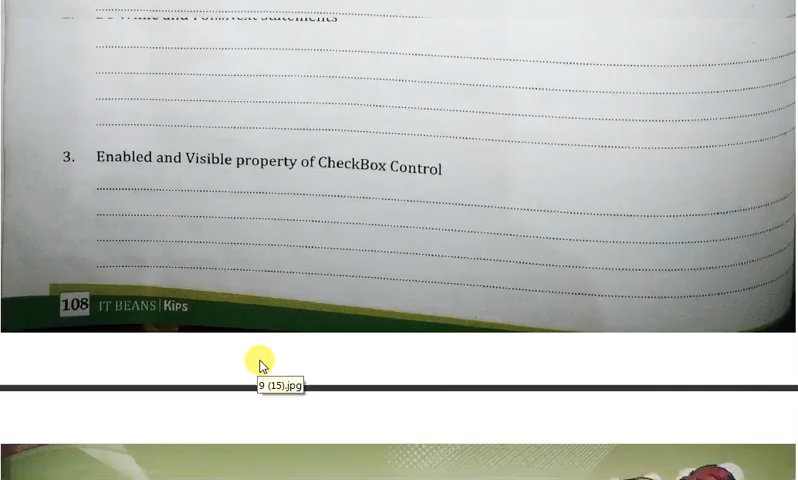 3. Enabled and Visible property of CheckBox Control
108 IT BEANS | Kips
9 (15).jpg